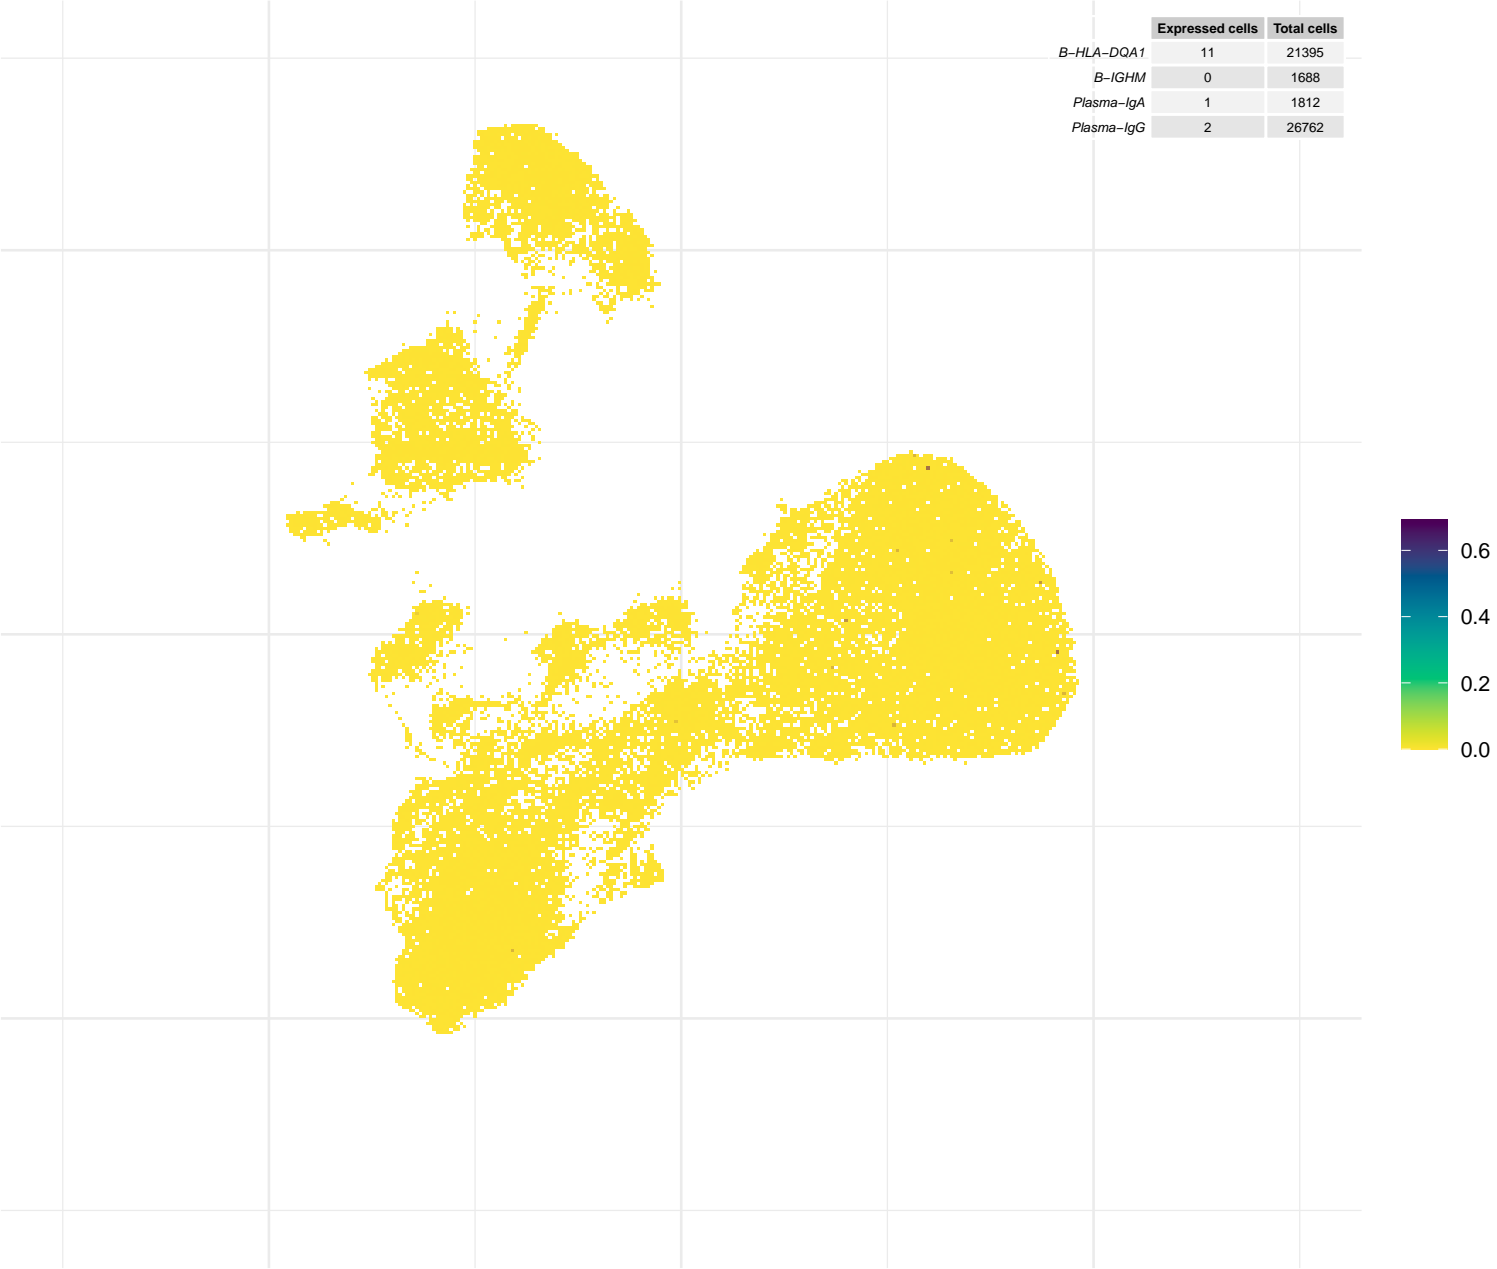 Expressed cells Total cells
B−HLA−DQA1 11 21395
B−IGHM 0 1688
Plasma−IgA 1 1812
Plasma−IgG 2 26762
0.6
0.4
0.2
0.0